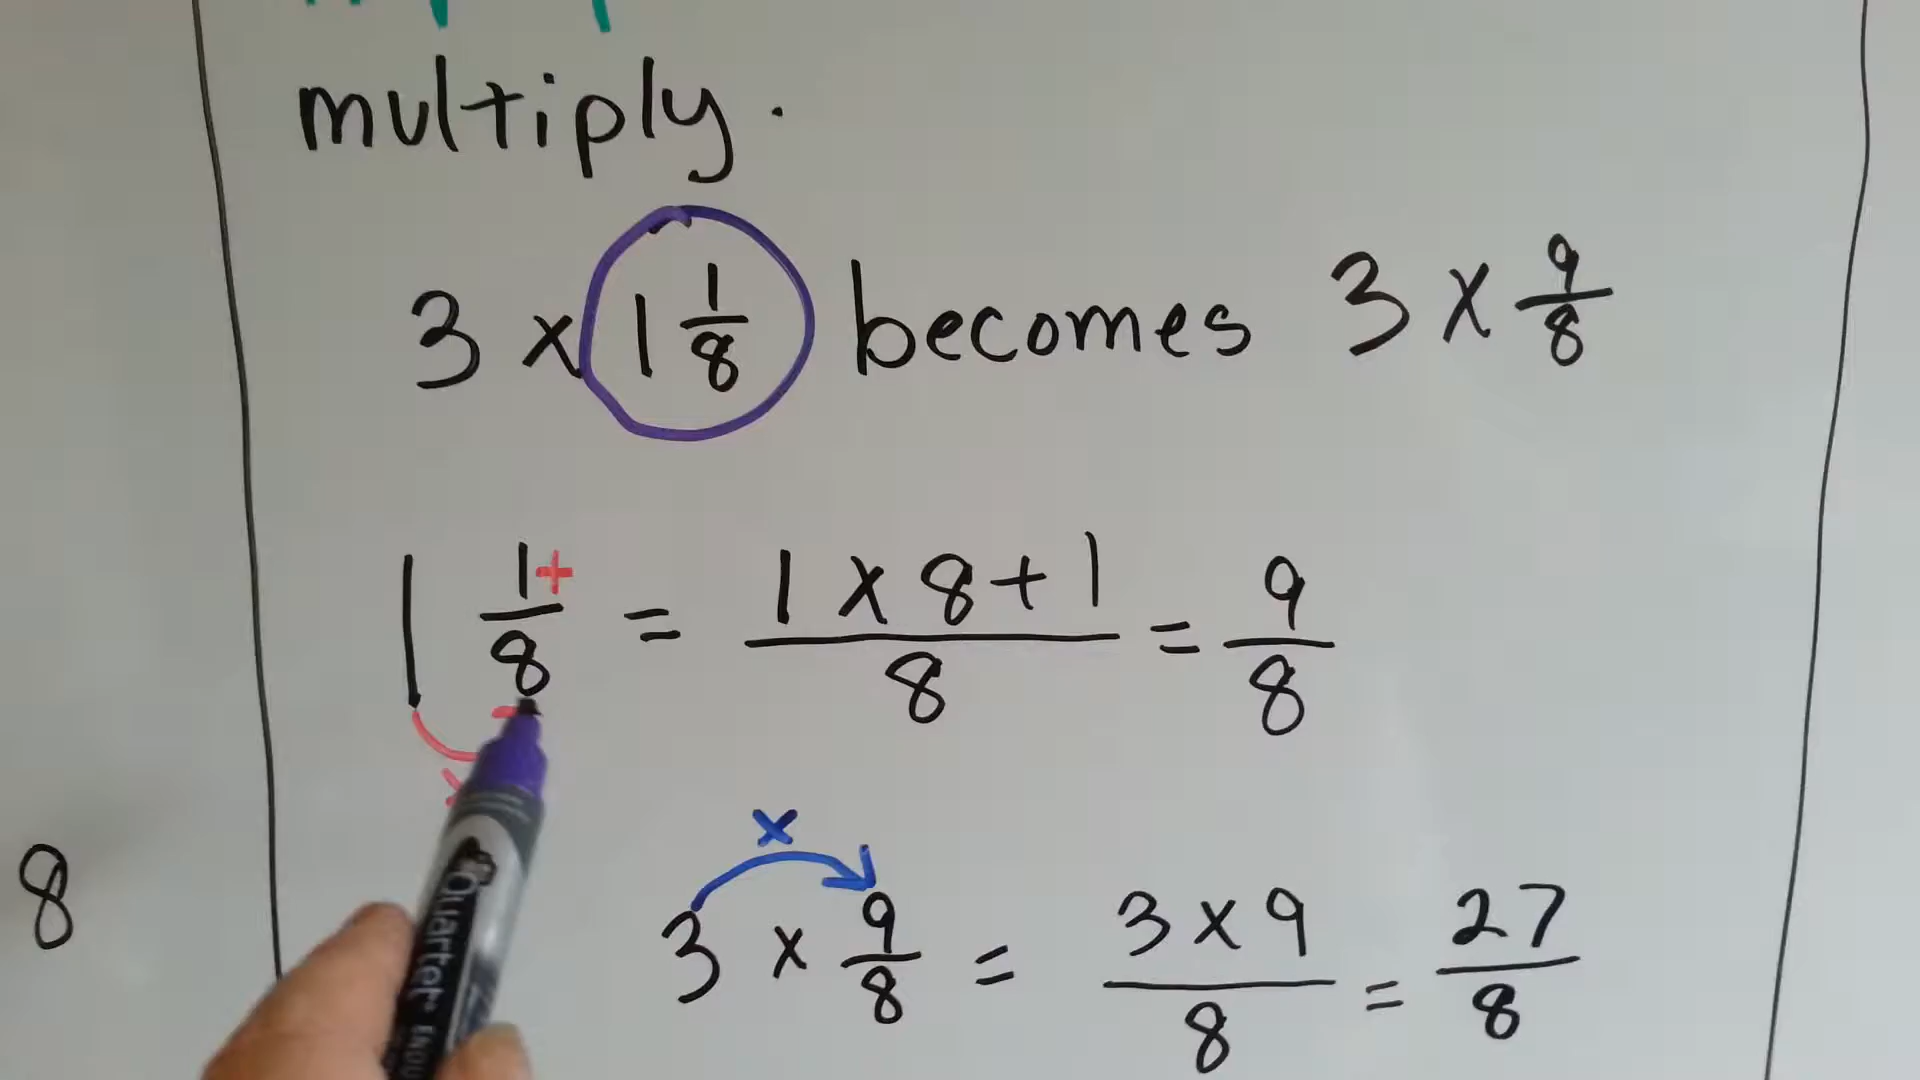 multiply.
3 × 1 1/8 becomes 3 × 9/8
1 1/8 + = (1 × 8 + 1)/8 = 9/8
×
8
3 × 9/8 = (3 × 9)/8 = 27/8
Quartet